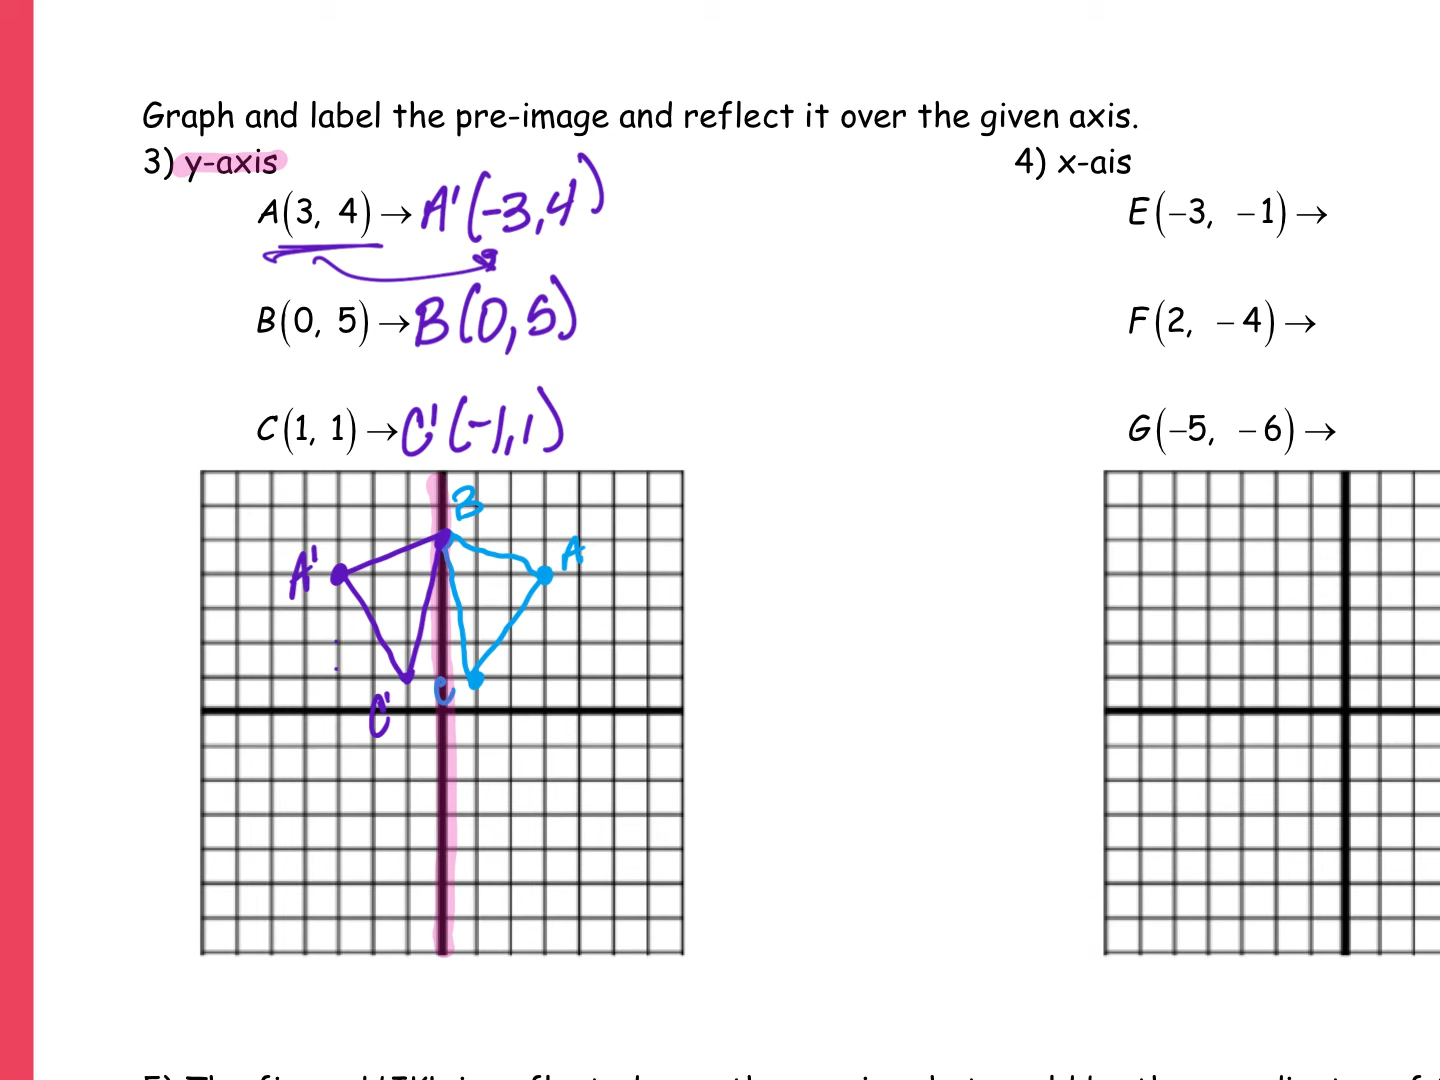 Graph and label the pre-image and reflect it over the given axis.
3) y-axis
A(3, 4) → A'(-3,4)
B(0, 5) → B(0,5)
C(1, 1) → C'(-1,1)
B
A
A'
C
C'
4) x-ais
E(−3, −1) →
F(2, −4) →
G(−5, −6) →